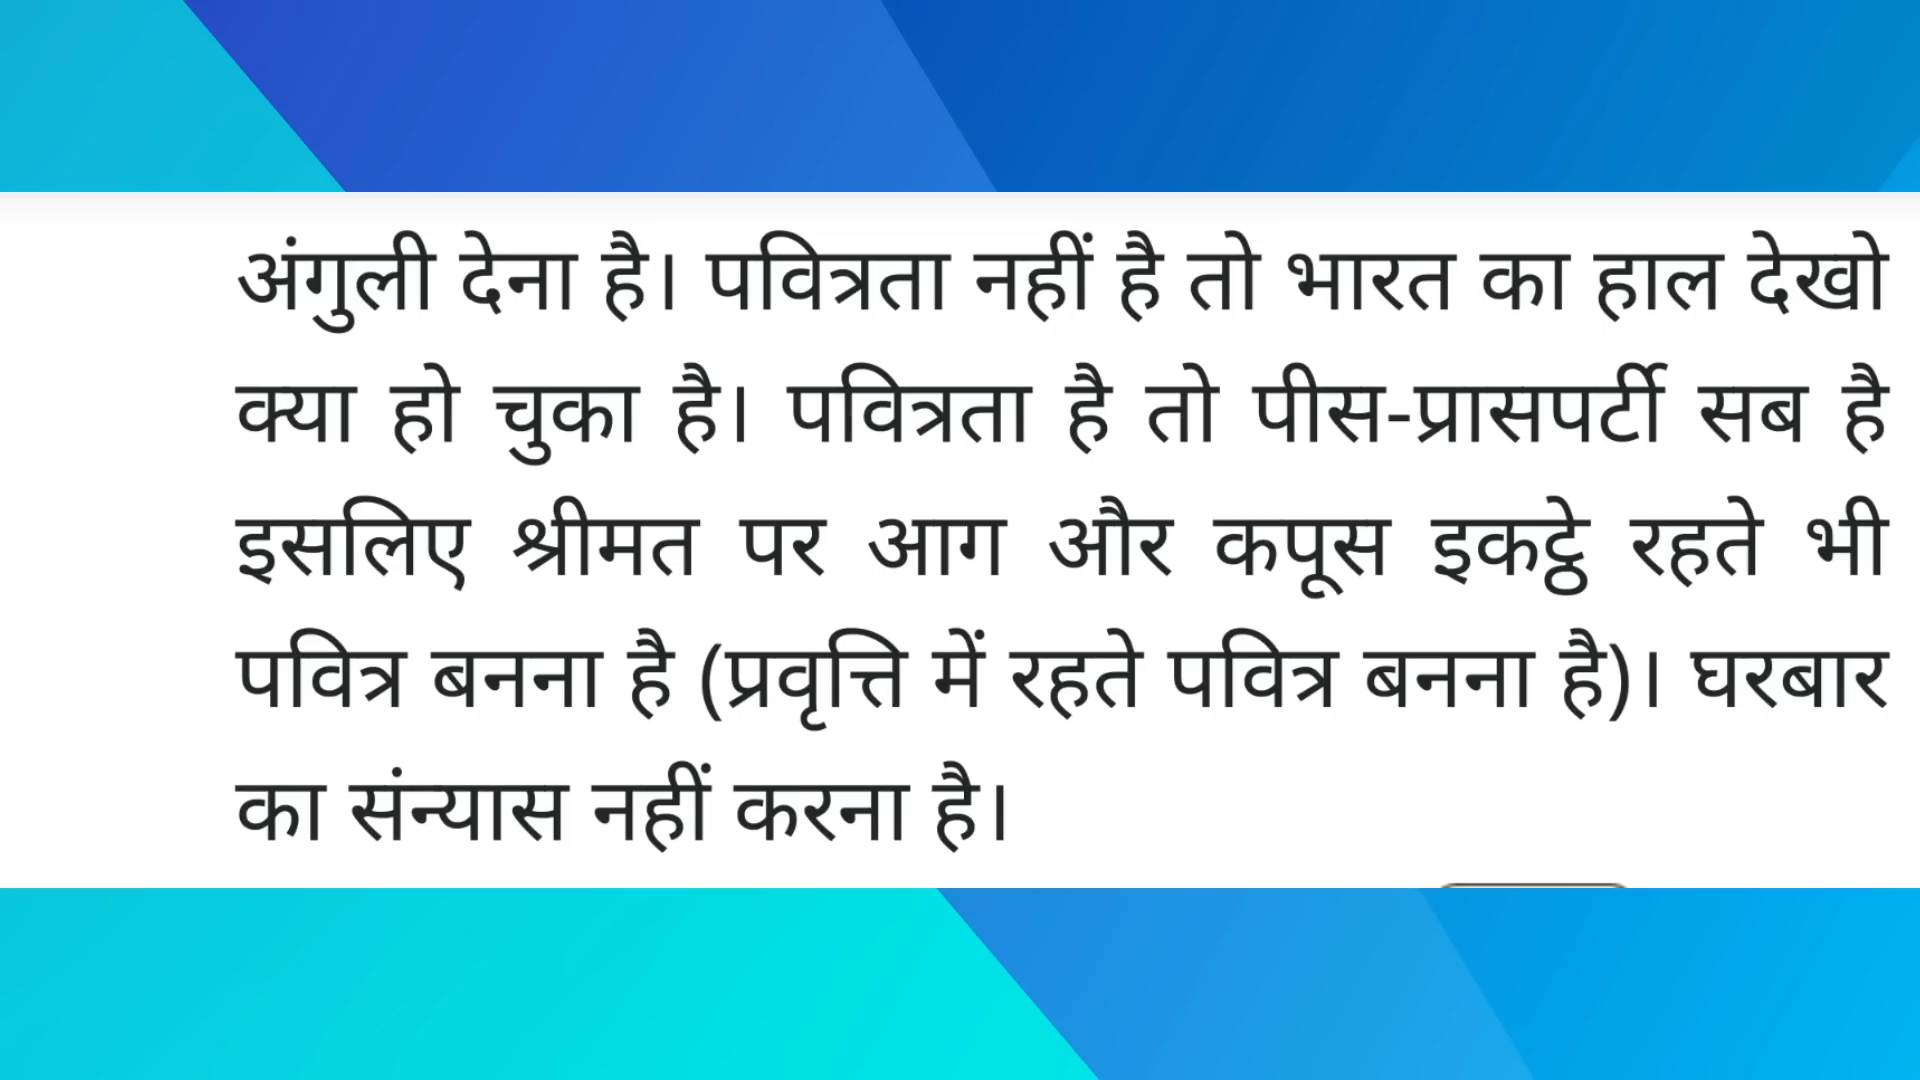 अंगुली देना है। पवित्रता नहीं है तो भारत का हाल देखो
क्या हो चुका है। पवित्रता है तो पीस-प्रासपर्टी सब है
इसलिए श्रीमत पर आग और कपूस इकट्ठे रहते भी
पवित्र बनना है (प्रवृत्ति में रहते पवित्र बनना है)। घरबार
का संन्यास नहीं करना है।